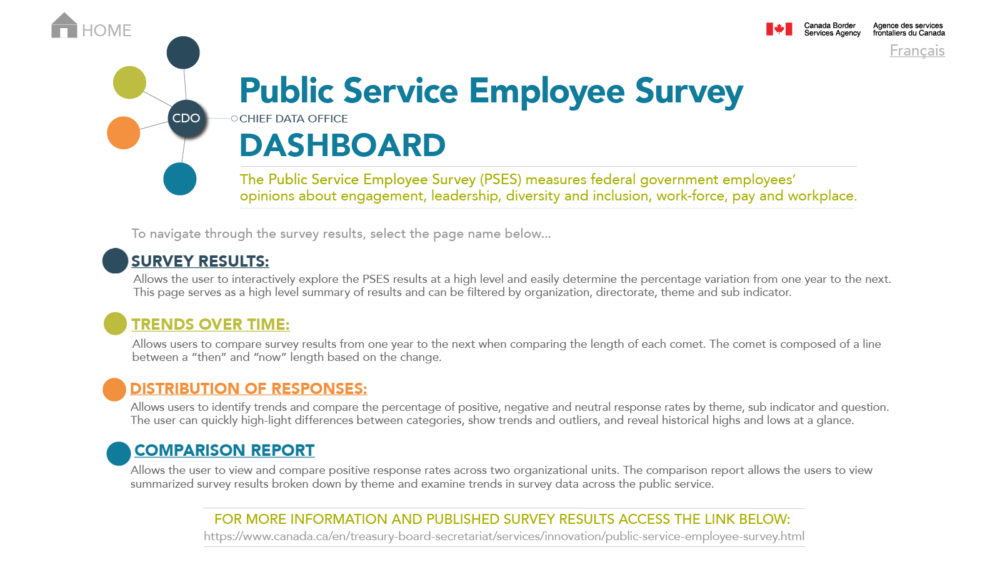 HOME
Canada Border
Services Agency
Agence des services
frontaliers du Canada
Français
Public Service Employee Survey
CDO
CHIEF DATA OFFICE
DASHBOARD
The Public Service Employee Survey (PSES) measures federal government employees’
opinions about engagement, leadership, diversity and inclusion, work-force, pay and workplace.
To navigate through the survey results, select the page name below...
SURVEY RESULTS:
Allows the user to interactively explore the PSES results at a high level and easily determine the percentage variation from one year to the next.
This page serves as a high level summary of results and can be filtered by organization, directorate, theme and sub indicator.
TRENDS OVER TIME:
Allows users to compare survey results from one year to the next when comparing the length of each comet. The comet is composed of a line
between a “then” and “now” length based on the change.
DISTRIBUTION OF RESPONSES:
Allows users to identify trends and compare the percentage of positive, negative and neutral response rates by theme, sub indicator and question.
The user can quickly high-light differences between categories, show trends and outliers, and reveal historical highs and lows at a glance.
COMPARISON REPORT
Allows the user to view and compare positive response rates across two organizational units. The comparison report allows the users to view
summarized survey results broken down by theme and examine trends in survey data across the public service.
FOR MORE INFORMATION AND PUBLISHED SURVEY RESULTS ACCESS THE LINK BELOW:
https://www.canada.ca/en/treasury-board-secretariat/services/innovation/public-service-employee-survey.html